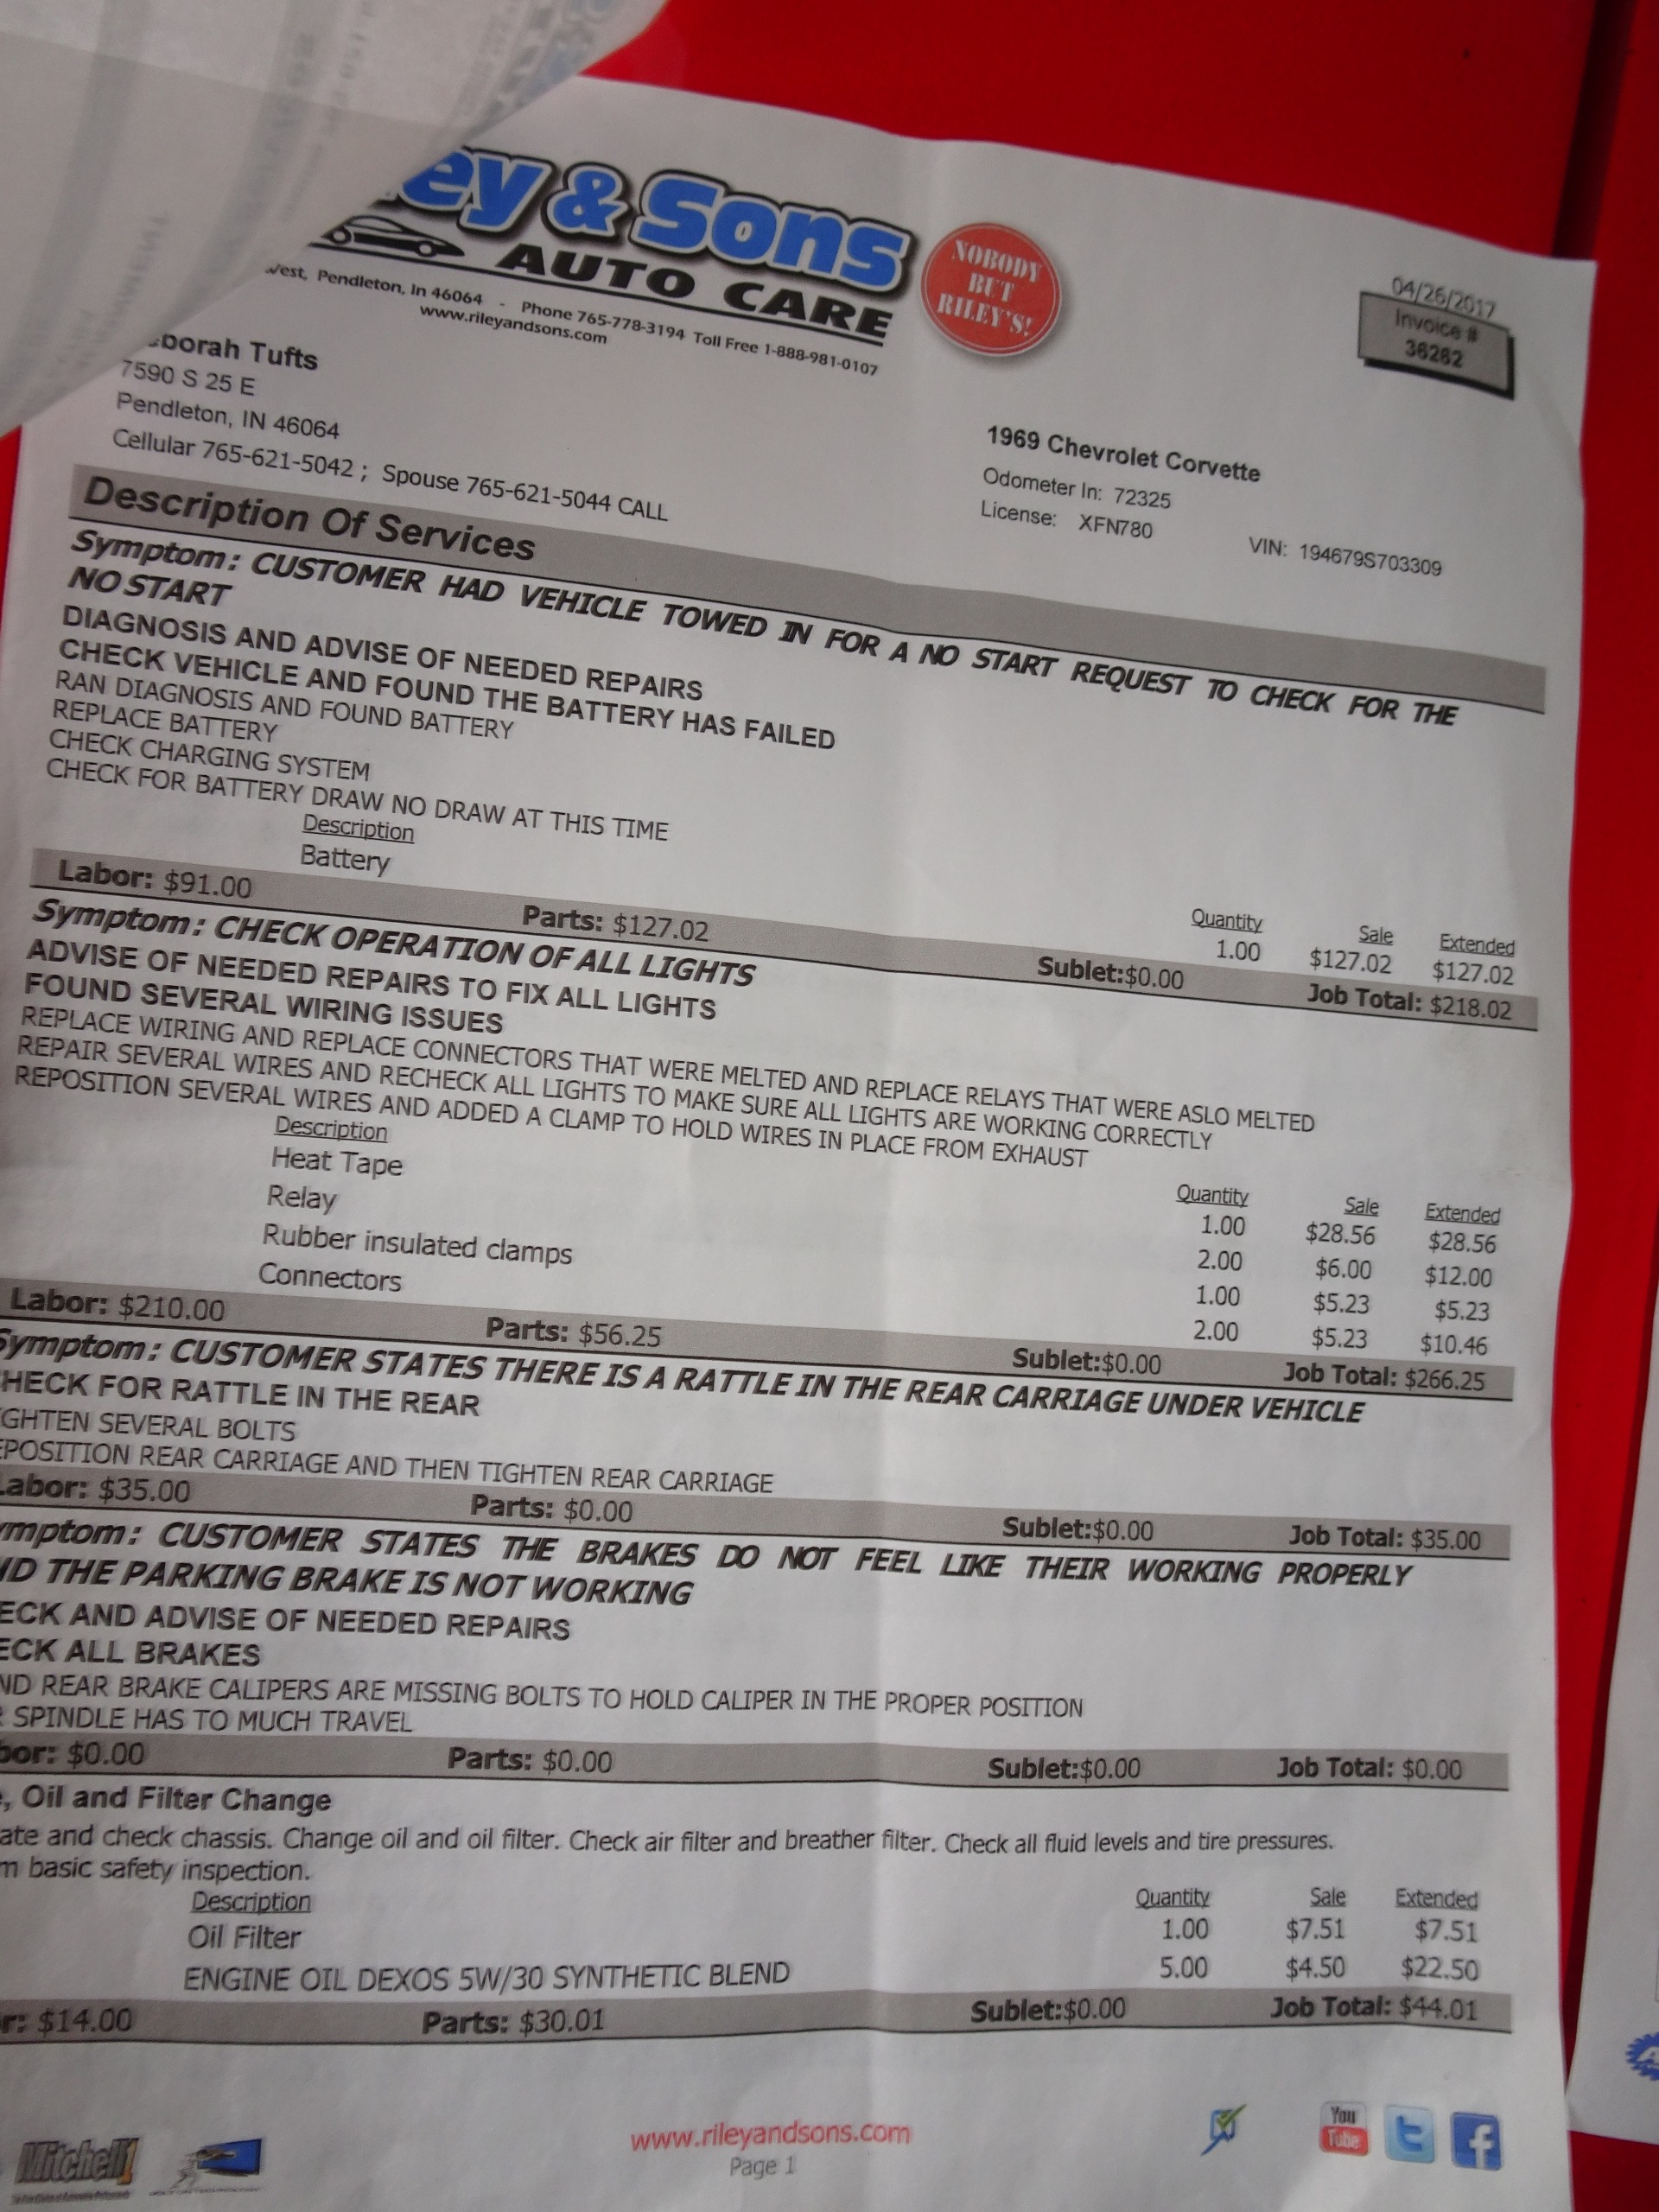 ey & Sons
AUTO CARE
NOBODY
BUT
RILEY'S!
West, Pendleton, In 46064 - Phone 765-778-3194 Toll Free 1-888-981-0107
www.rileyandsons.com
04/26/2017
Invoice #
36262
borah Tufts
7590 S 25 E
Pendleton, IN 46064
Cellular 765-621-5042 ; Spouse 765-621-5044 CALL
1969 Chevrolet Corvette
Odometer In: 72325
License: XFN780 VIN: 194679S703309
Description Of Services
Symptom: CUSTOMER HAD VEHICLE TOWED IN FOR A NO START REQUEST TO CHECK FOR THE
NO START
DIAGNOSIS AND ADVISE OF NEEDED REPAIRS
CHECK VEHICLE AND FOUND THE BATTERY HAS FAILED
RAN DIAGNOSIS AND FOUND BATTERY
REPLACE BATTERY
CHECK CHARGING SYSTEM
CHECK FOR BATTERY DRAW NO DRAW AT THIS TIME
Description Quantity Sale Extended
Battery 1.00 $127.02 $127.02
Labor: $91.00 Parts: $127.02 Sublet:$0.00 Job Total: $218.02
Symptom: CHECK OPERATION OF ALL LIGHTS
ADVISE OF NEEDED REPAIRS TO FIX ALL LIGHTS
FOUND SEVERAL WIRING ISSUES
REPLACE WIRING AND REPLACE CONNECTORS THAT WERE MELTED AND REPLACE RELAYS THAT WERE ASLO MELTED
REPAIR SEVERAL WIRES AND RECHECK ALL LIGHTS TO MAKE SURE ALL LIGHTS ARE WORKING CORRECTLY
REPOSITION SEVERAL WIRES AND ADDED A CLAMP TO HOLD WIRES IN PLACE FROM EXHAUST
Description Quantity Sale Extended
Heat Tape 1.00 $28.56 $28.56
Relay 2.00 $6.00 $12.00
Rubber insulated clamps 1.00 $5.23 $5.23
Connectors 2.00 $5.23 $10.46
Labor: $210.00 Parts: $56.25 Sublet:$0.00 Job Total: $266.25
Symptom: CUSTOMER STATES THERE IS A RATTLE IN THE REAR CARRIAGE UNDER VEHICLE
HECK FOR RATTLE IN THE REAR
GHTEN SEVERAL BOLTS
EPOSITION REAR CARRIAGE AND THEN TIGHTEN REAR CARRIAGE
Labor: $35.00 Parts: $0.00 Sublet:$0.00 Job Total: $35.00
ymptom: CUSTOMER STATES THE BRAKES DO NOT FEEL LIKE THEIR WORKING PROPERLY
ND THE PARKING BRAKE IS NOT WORKING
ECK AND ADVISE OF NEEDED REPAIRS
ECK ALL BRAKES
ND REAR BRAKE CALIPERS ARE MISSING BOLTS TO HOLD CALIPER IN THE PROPER POSITION
R SPINDLE HAS TO MUCH TRAVEL
bor: $0.00 Parts: $0.00 Sublet:$0.00 Job Total: $0.00
, Oil and Filter Change
ate and check chassis. Change oil and oil filter. Check air filter and breather filter. Check all fluid levels and tire pressures.
m basic safety inspection.
Description Quantity Sale Extended
Oil Filter 1.00 $7.51 $7.51
ENGINE OIL DEXOS 5W/30 SYNTHETIC BLEND 5.00 $4.50 $22.50
r: $14.00 Parts: $30.01 Sublet:$0.00 Job Total: $44.01
Mitchell1
www.rileyandsons.com
Page 1
You
Tube